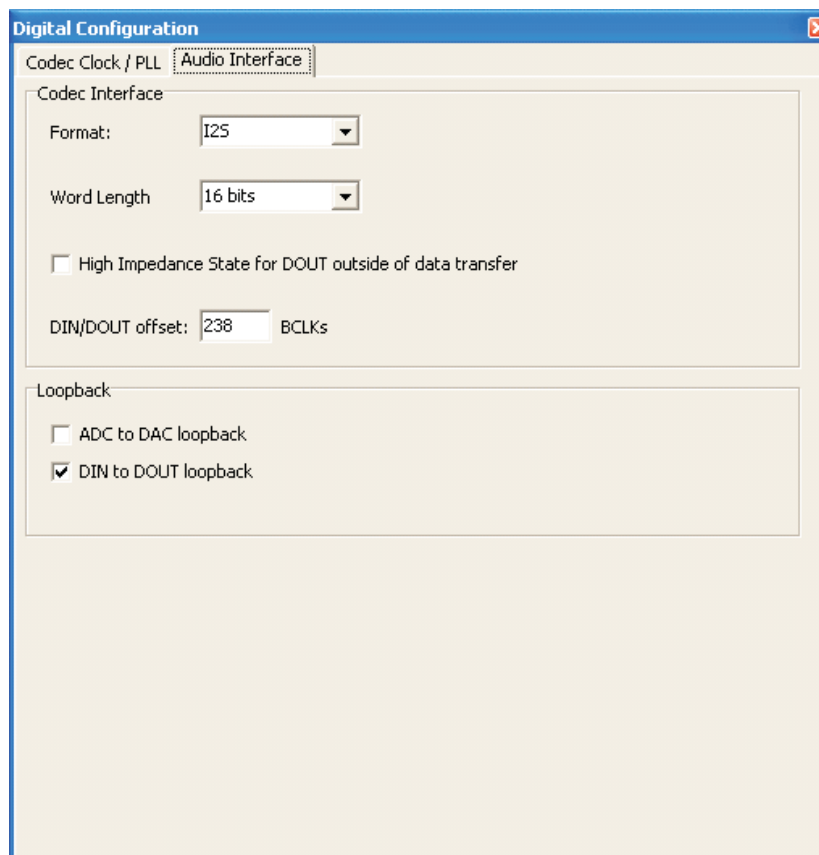 Digital Configuration
Codec Clock / PLL Audio Interface
Codec Interface
Format: I2S
Word Length 16 bits
High Impedance State for DOUT outside of data transfer
DIN/DOUT offset: 238 BCLKs
Loopback
ADC to DAC loopback
DIN to DOUT loopback